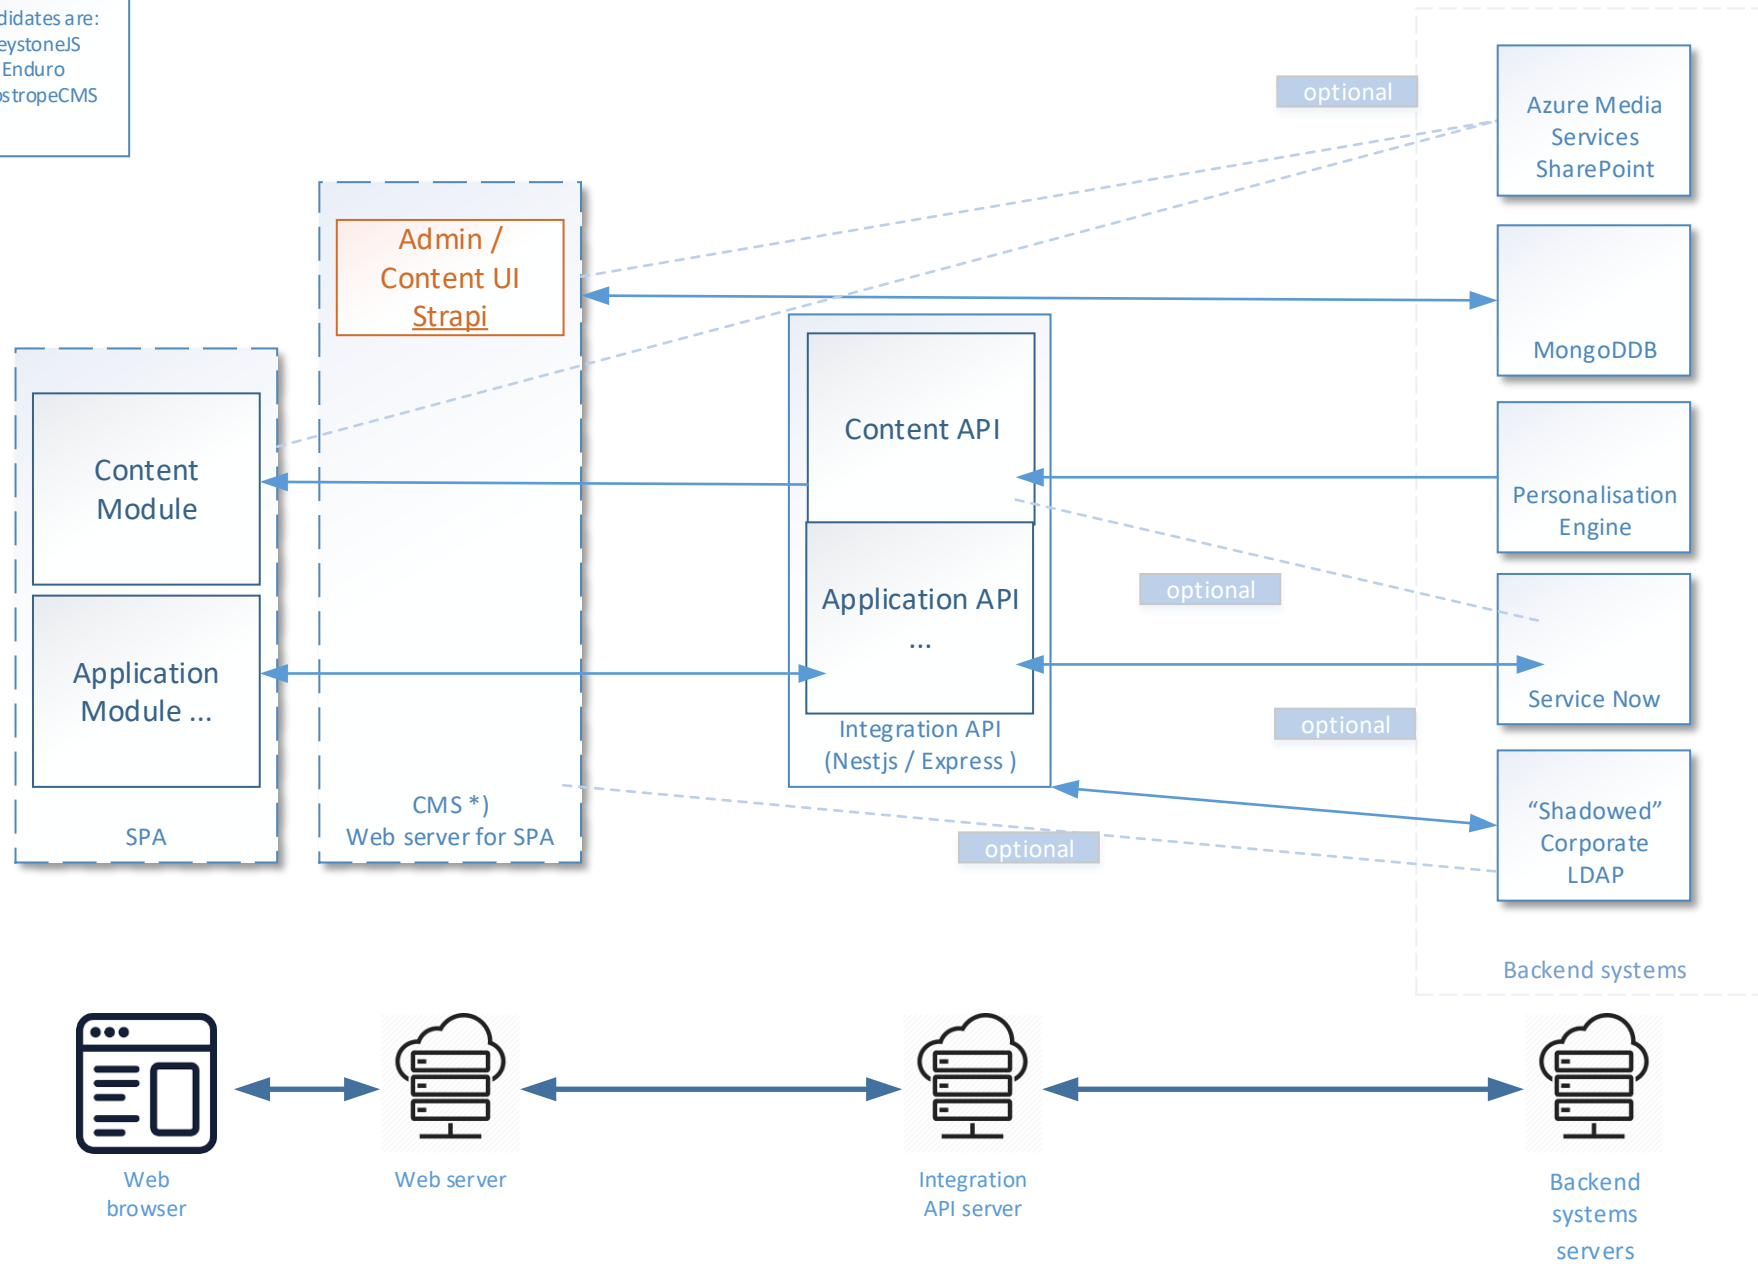 didates are:
eystoneJS
Enduro
ostropeCMS
optional
Azure Media
Services
SharePoint
Admin /
Content UI
Strapi
MongoDDB
Content API
Content
Module
Personalisation
Engine
optional
Application API
...
Application
Module ...
Service Now
optional
Integration API
(Nestjs / Express )
CMS *)
Web server for SPA
SPA
optional
“Shadowed”
Corporate
LDAP
Backend systems
Web
browser
Web server
Integration
API server
Backend
systems
servers